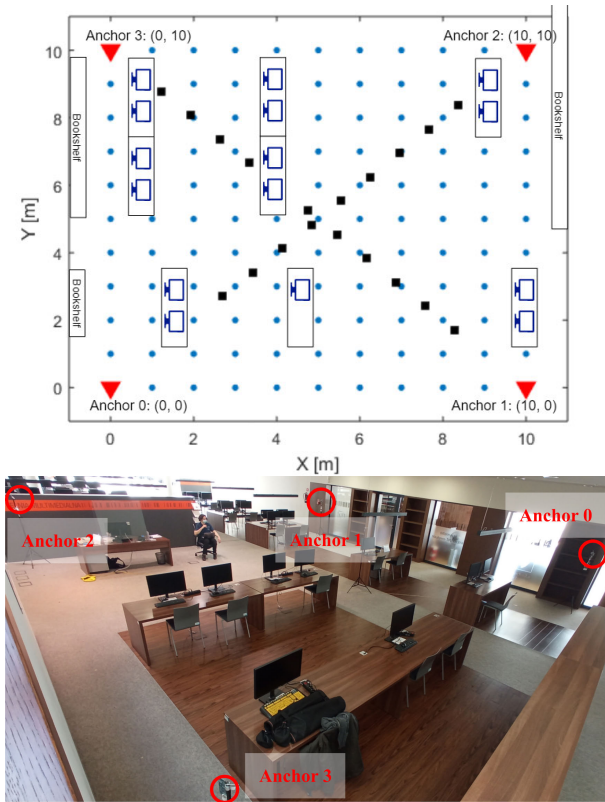 Anchor 3: (0, 10)
Anchor 2: (10, 10)
10
8
6
4
2
0
Y [m]
Bookshelf
Bookshelf
Bookshelf
Anchor 0: (0, 0)
Anchor 1: (10, 0)
0
2
4
6
8
10
X [m]
Anchor 2
Anchor 1
Anchor 0
Anchor 3